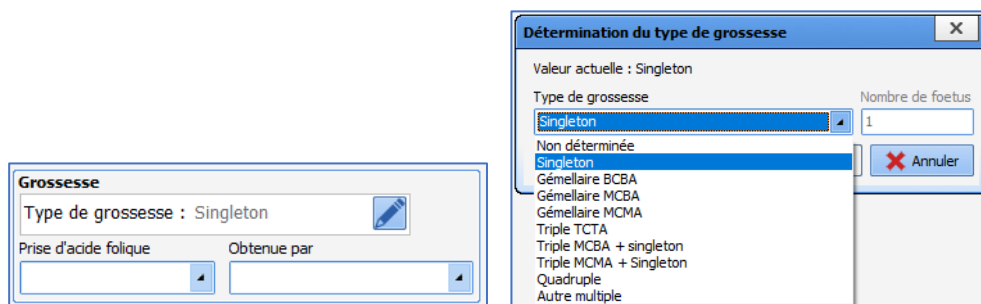 Grossesse
Type de grossesse : Singleton
Prise d'acide folique
Obtenue par
Détermination du type de grossesse
Valeur actuelle : Singleton
Type de grossesse
Nombre de foetus
Singleton
1
Non déterminée
Singleton
Gémellaire BCBA
Gémellaire MCBA
Gémellaire MCMA
Triple TCTA
Triple MCBA + singleton
Triple MCMA + Singleton
Quadruple
Autre multiple
Annuler